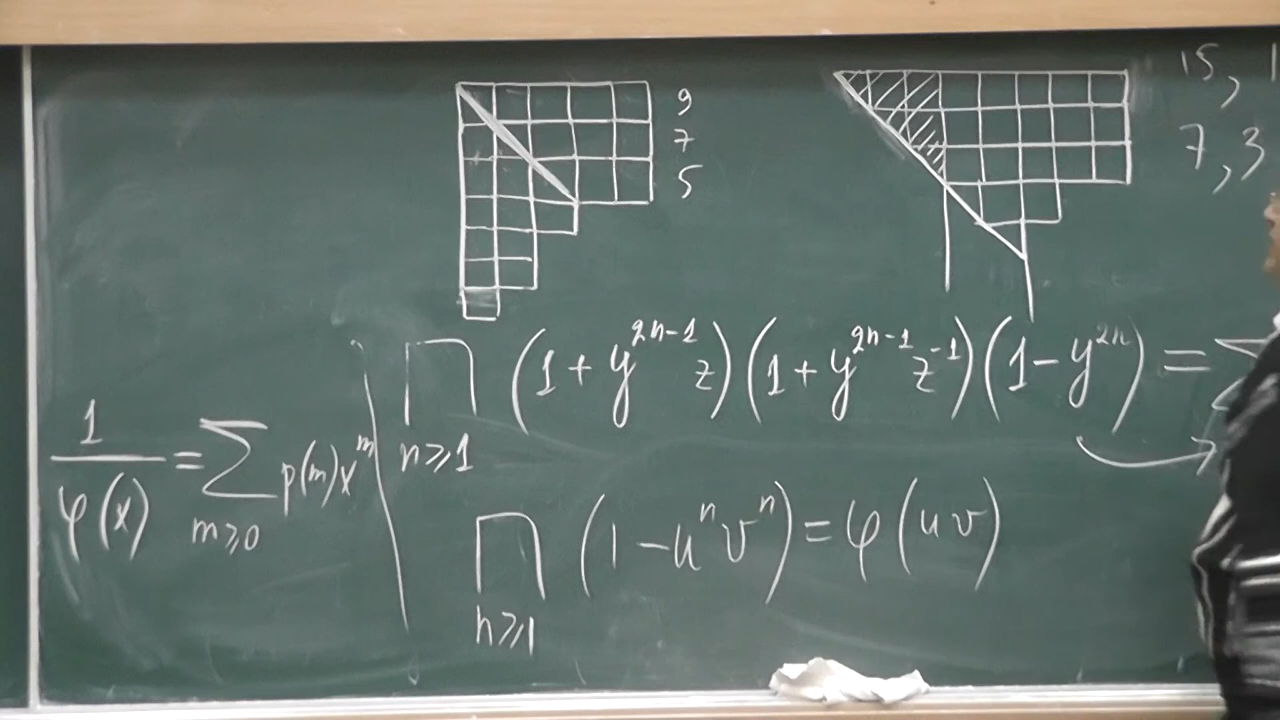 9
7
5
15, 1
7, 3
∏ (1 + y^{2n-1} z)(1 + y^{2n-1} z^{-1})(1 - y^{2n}) = Σ
n ≥ 1
1/φ(x) = Σ p(m) x^m
m ≥ 0
∏ (1 - u^n v^n) = φ(uv)
n ≥ 1